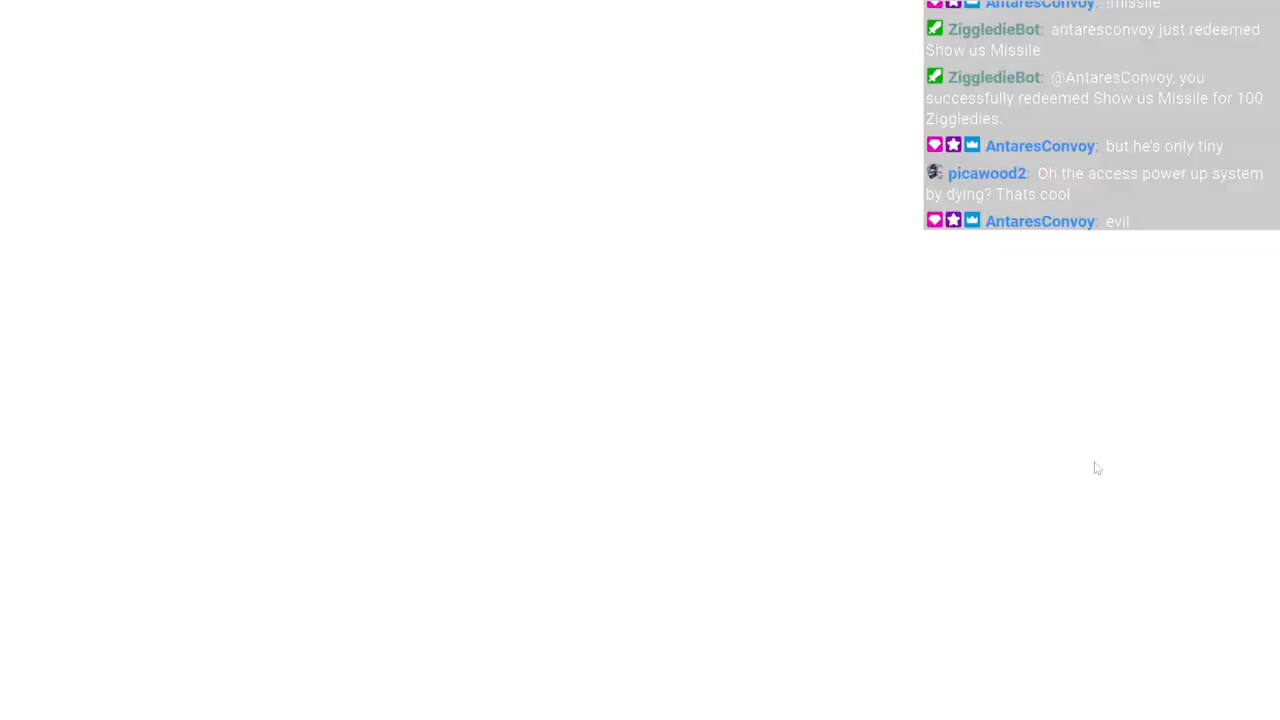 AntaresConvoy: !missile
ZiggledieBot: antaresconvoy just redeemed
Show us Missile
ZiggledieBot: @AntaresConvoy, you
successfully redeemed Show us Missile for 100
Ziggledies.
AntaresConvoy: but he's only tiny
picawood2: Oh the access power up system
by dying? Thats cool
AntaresConvoy: evil